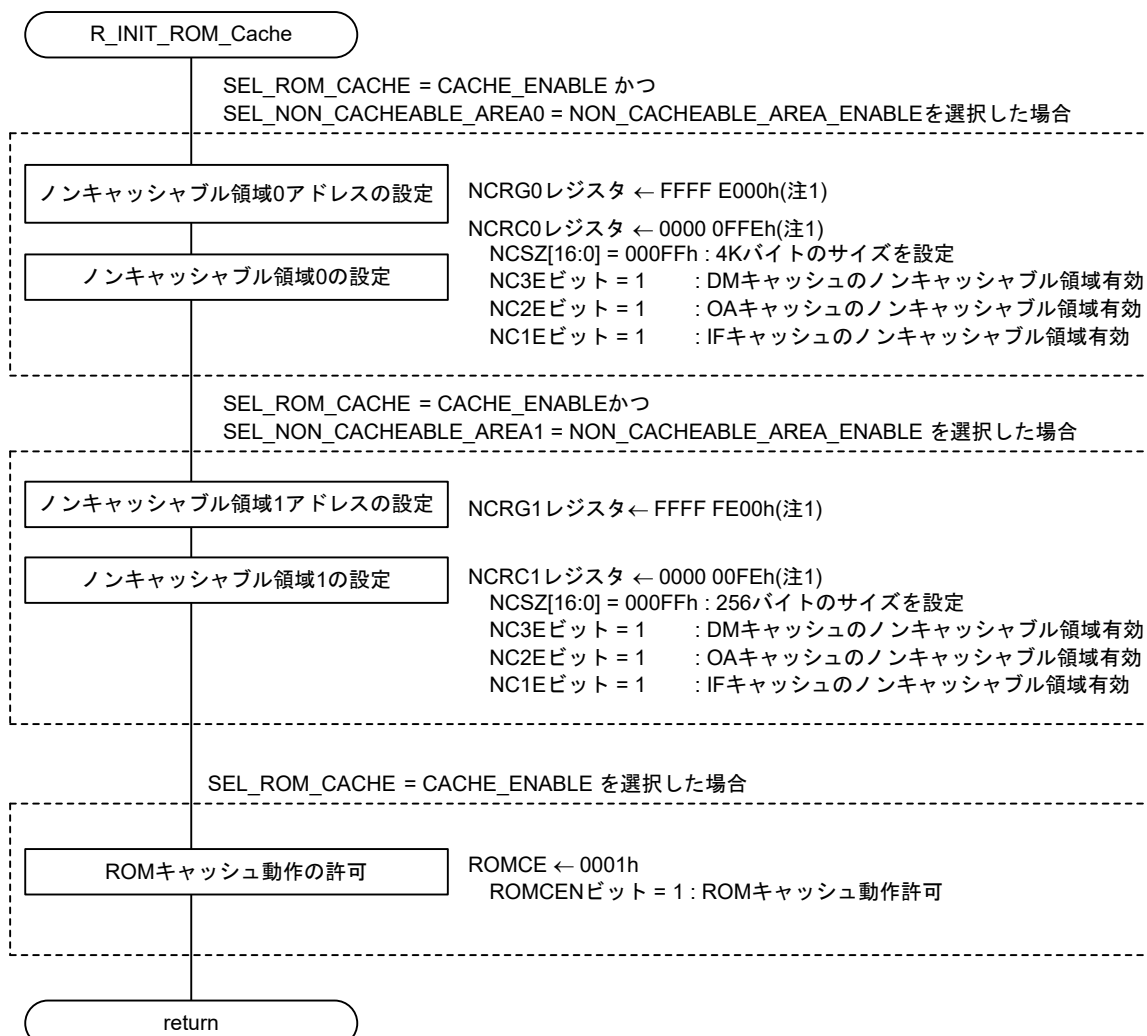 R_INIT_ROM_Cache
SEL_ROM_CACHE = CACHE_ENABLE かつ
SEL_NON_CACHEABLE_AREA0 = NON_CACHEABLE_AREA_ENABLEを選択した場合
ノンキャッシャブル領域0アドレスの設定
NCRG0レジスタ ← FFFF E000h(注1)
NCRC0レジスタ ← 0000 0FFEh(注1)
NCSZ[16:0] = 000FFh : 4Kバイトのサイズを設定
ノンキャッシャブル領域0の設定
NC3Eビット = 1 : DMキャッシュのノンキャッシャブル領域有効
NC2Eビット = 1 : OAキャッシュのノンキャッシャブル領域有効
NC1Eビット = 1 : IFキャッシュのノンキャッシャブル領域有効
SEL_ROM_CACHE = CACHE_ENABLEかつ
SEL_NON_CACHEABLE_AREA1 = NON_CACHEABLE_AREA_ENABLE を選択した場合
ノンキャッシャブル領域1アドレスの設定
NCRG1レジスタ← FFFF FE00h(注1)
ノンキャッシャブル領域1の設定
NCRC1レジスタ ← 0000 00FEh(注1)
NCSZ[16:0] = 000FFh : 256バイトのサイズを設定
NC3Eビット = 1 : DMキャッシュのノンキャッシャブル領域有効
NC2Eビット = 1 : OAキャッシュのノンキャッシャブル領域有効
NC1Eビット = 1 : IFキャッシュのノンキャッシャブル領域有効
SEL_ROM_CACHE = CACHE_ENABLE を選択した場合
ROMキャッシュ動作の許可
ROMCE ← 0001h
ROMCENビット = 1 : ROMキャッシュ動作許可
return